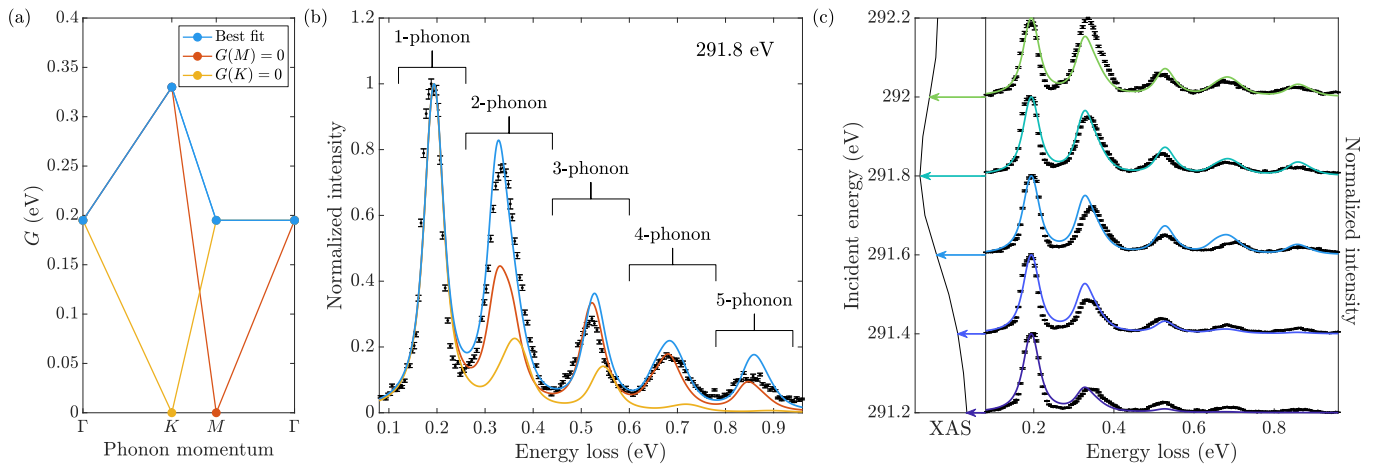 (a)
0.4
0.35
0.3
0.25
0.2
0.15
0.1
0.05
0
G (eV)
Γ K M Γ
Phonon momentum
Best fit
G(M) = 0
G(K) = 0
(b)
291.8 eV
1-phonon
2-phonon
3-phonon
4-phonon
5-phonon
Normalized intensity
1
0.8
0.6
0.4
0.2
0
0.1 0.2 0.3 0.4 0.5 0.6 0.7 0.8 0.9
Energy loss (eV)
(c)
292.2
292
291.8
291.6
291.4
291.2
Incident energy (eV)
XAS
0.2 0.4 0.6 0.8
Energy loss (eV)
Normalized intensity